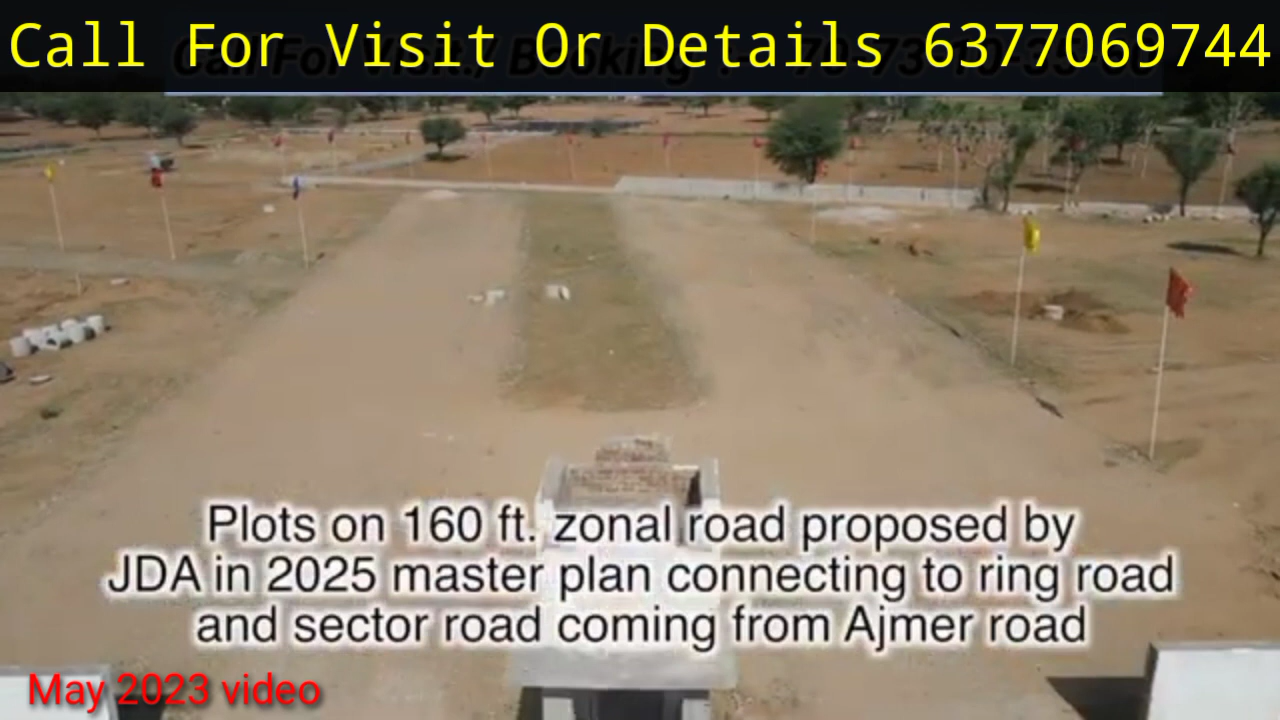 Call For Visit Or Details 6377069744
Plots on 160 ft. zonal road proposed by
JDA in 2025 master plan connecting to ring road
and sector road coming from Ajmer road
May 2023 video